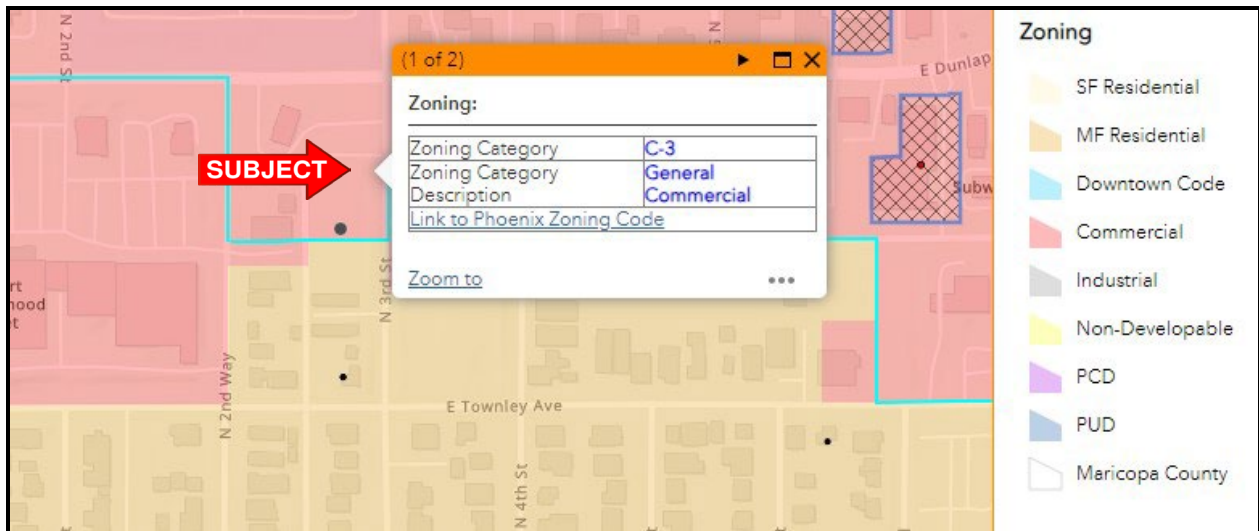 N 2nd St
N
(1 of 2)
E Dunlap
Zoning:
Zoning Category C-3
Zoning Category Description General Commercial
Link to Phoenix Zoning Code
Zoom to
SUBJECT
Subw
N 3rd St
rt
hood
et
N 2nd Way
E Townley Ave
N 4th St
Zoning
SF Residential
MF Residential
Downtown Code
Commercial
Industrial
Non-Developable
PCD
PUD
Maricopa County